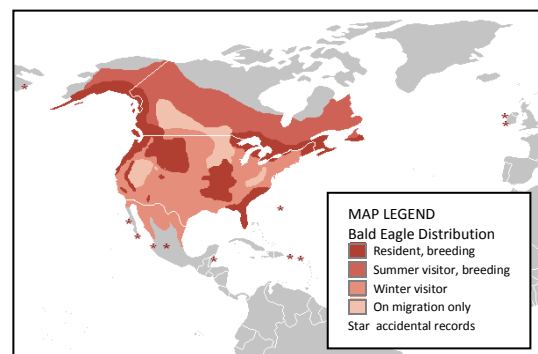 MAP LEGEND
Bald Eagle Distribution
Resident, breeding
Summer visitor, breeding
Winter visitor
On migration only
Star accidental records